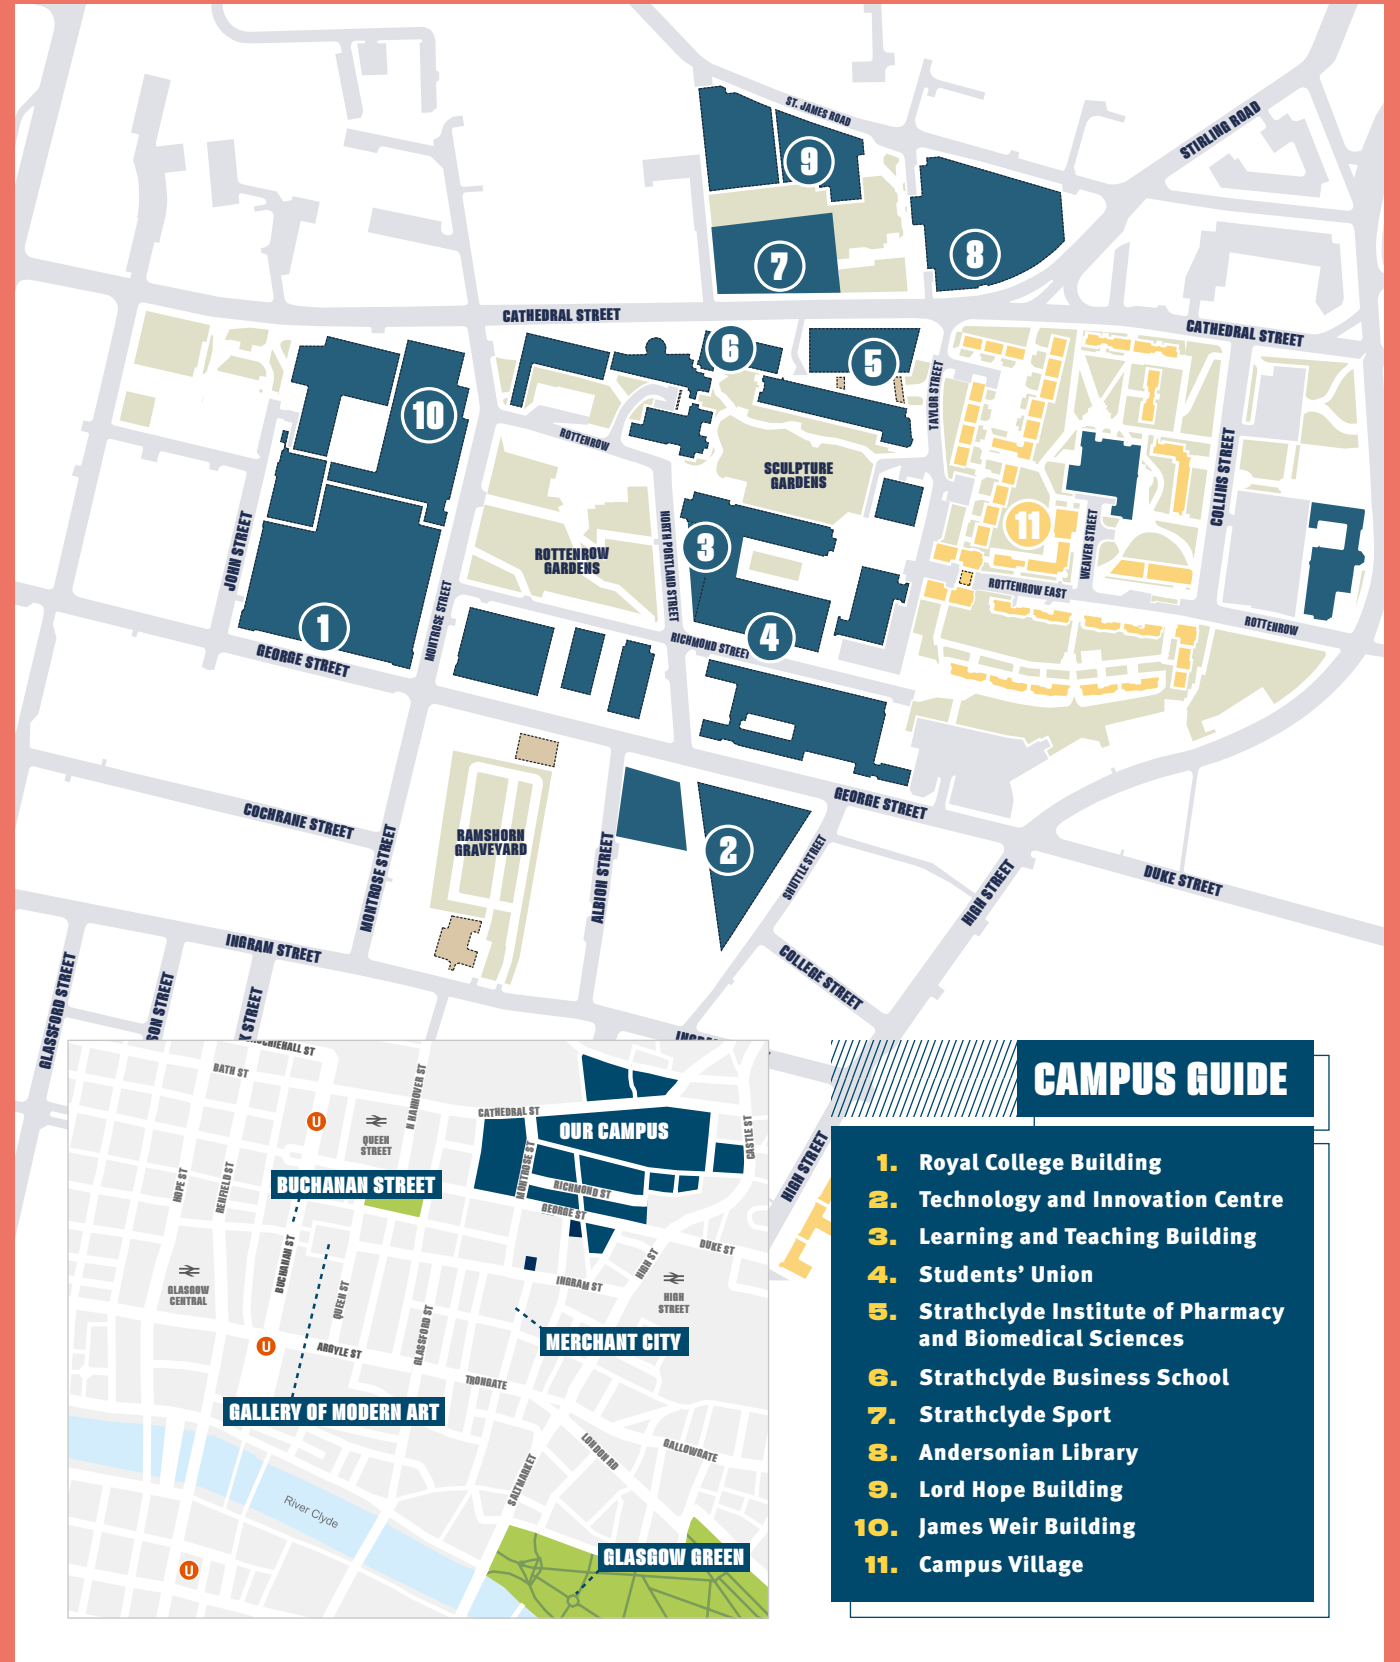 ST. JAMES ROAD
STIRLING ROAD
9
8
7
CATHEDRAL STREET
CATHEDRAL STREET
6
5
TAYLOR STREET
10
ROTTENROW
SCULPTURE
GARDENS
COLLINS STREET
11
WEAVER STREET
JOHN STREET
NORTH PORTLAND STREET
3
ROTTENROW
GARDENS
ROTTENROW EAST
MONTROSE STREET
1
4
ROTTENROW
GEORGE STREET
RICHMOND STREET
GEORGE STREET
COCHRANE STREET
RAMSHORN
GRAVEYARD
MONTROSE STREET
ALBION STREET
2
SHUTTLE STREET
HIGH STREET
DUKE STREET
INGRAM STREET
COLLEGE STREET
GLASSFORD STREET
SON STREET
K STREET
HIGH STREET
BATH ST
N HANNOVER ST
U
QUEEN
STREET
CATHEDRAL ST
OUR CAMPUS
CASTLE ST
MONTROSE ST
HOPE ST
RENFIELD ST
BUCHANAN STREET
RICHMOND ST
GEORGE ST
BUCHANAN ST
DUKE ST
HIGH ST
GLASGOW
CENTRAL
QUEEN ST
INGRAM ST
HIGH
STREET
GLASSFORD ST
U
ARGYLE ST
MERCHANT CITY
TRONGATE
GALLERY OF MODERN ART
LONDON RD
GALLOWGATE
SALTMARKET
River Clyde
GLASGOW GREEN
U
CAMPUS GUIDE
1. Royal College Building
2. Technology and Innovation Centre
3. Learning and Teaching Building
4. Students’ Union
5. Strathclyde Institute of Pharmacy
and Biomedical Sciences
6. Strathclyde Business School
7. Strathclyde Sport
8. Andersonian Library
9. Lord Hope Building
10. James Weir Building
11. Campus Village